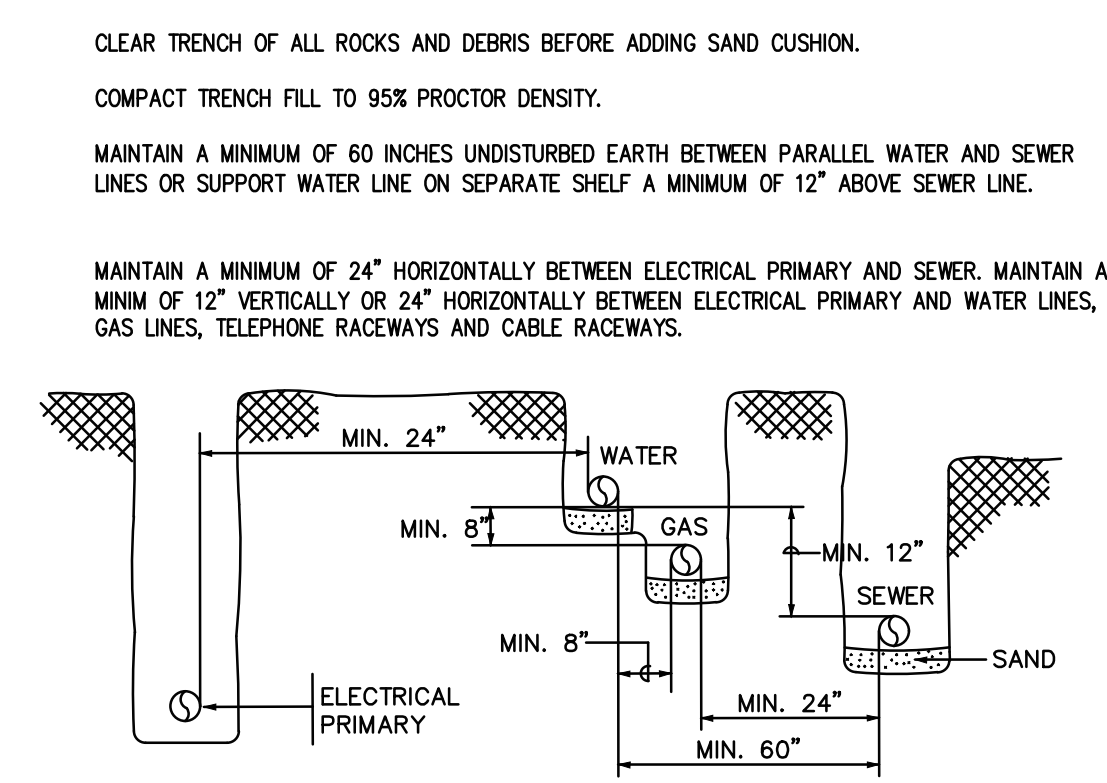 CLEAR TRENCH OF ALL ROCKS AND DEBRIS BEFORE ADDING SAND CUSHION.
COMPACT TRENCH FILL TO 95% PROCTOR DENSITY.
MAINTAIN A MINIMUM OF 60 INCHES UNDISTURBED EARTH BETWEEN PARALLEL WATER AND SEWER
LINES OR SUPPORT WATER LINE ON SEPARATE SHELF A MINIMUM OF 12” ABOVE SEWER LINE.
MAINTAIN A MINIMUM OF 24” HORIZONTALLY BETWEEN ELECTRICAL PRIMARY AND SEWER. MAINTAIN A
MINIM OF 12” VERTICALLY OR 24” HORIZONTALLY BETWEEN ELECTRICAL PRIMARY AND WATER LINES,
GAS LINES, TELEPHONE RACEWAYS AND CABLE RACEWAYS.
MIN. 24”
WATER
MIN. 8”
GAS
MIN. 12”
SEWER
MIN. 8”
SAND
ELECTRICAL
PRIMARY
MIN. 24”
MIN. 60”